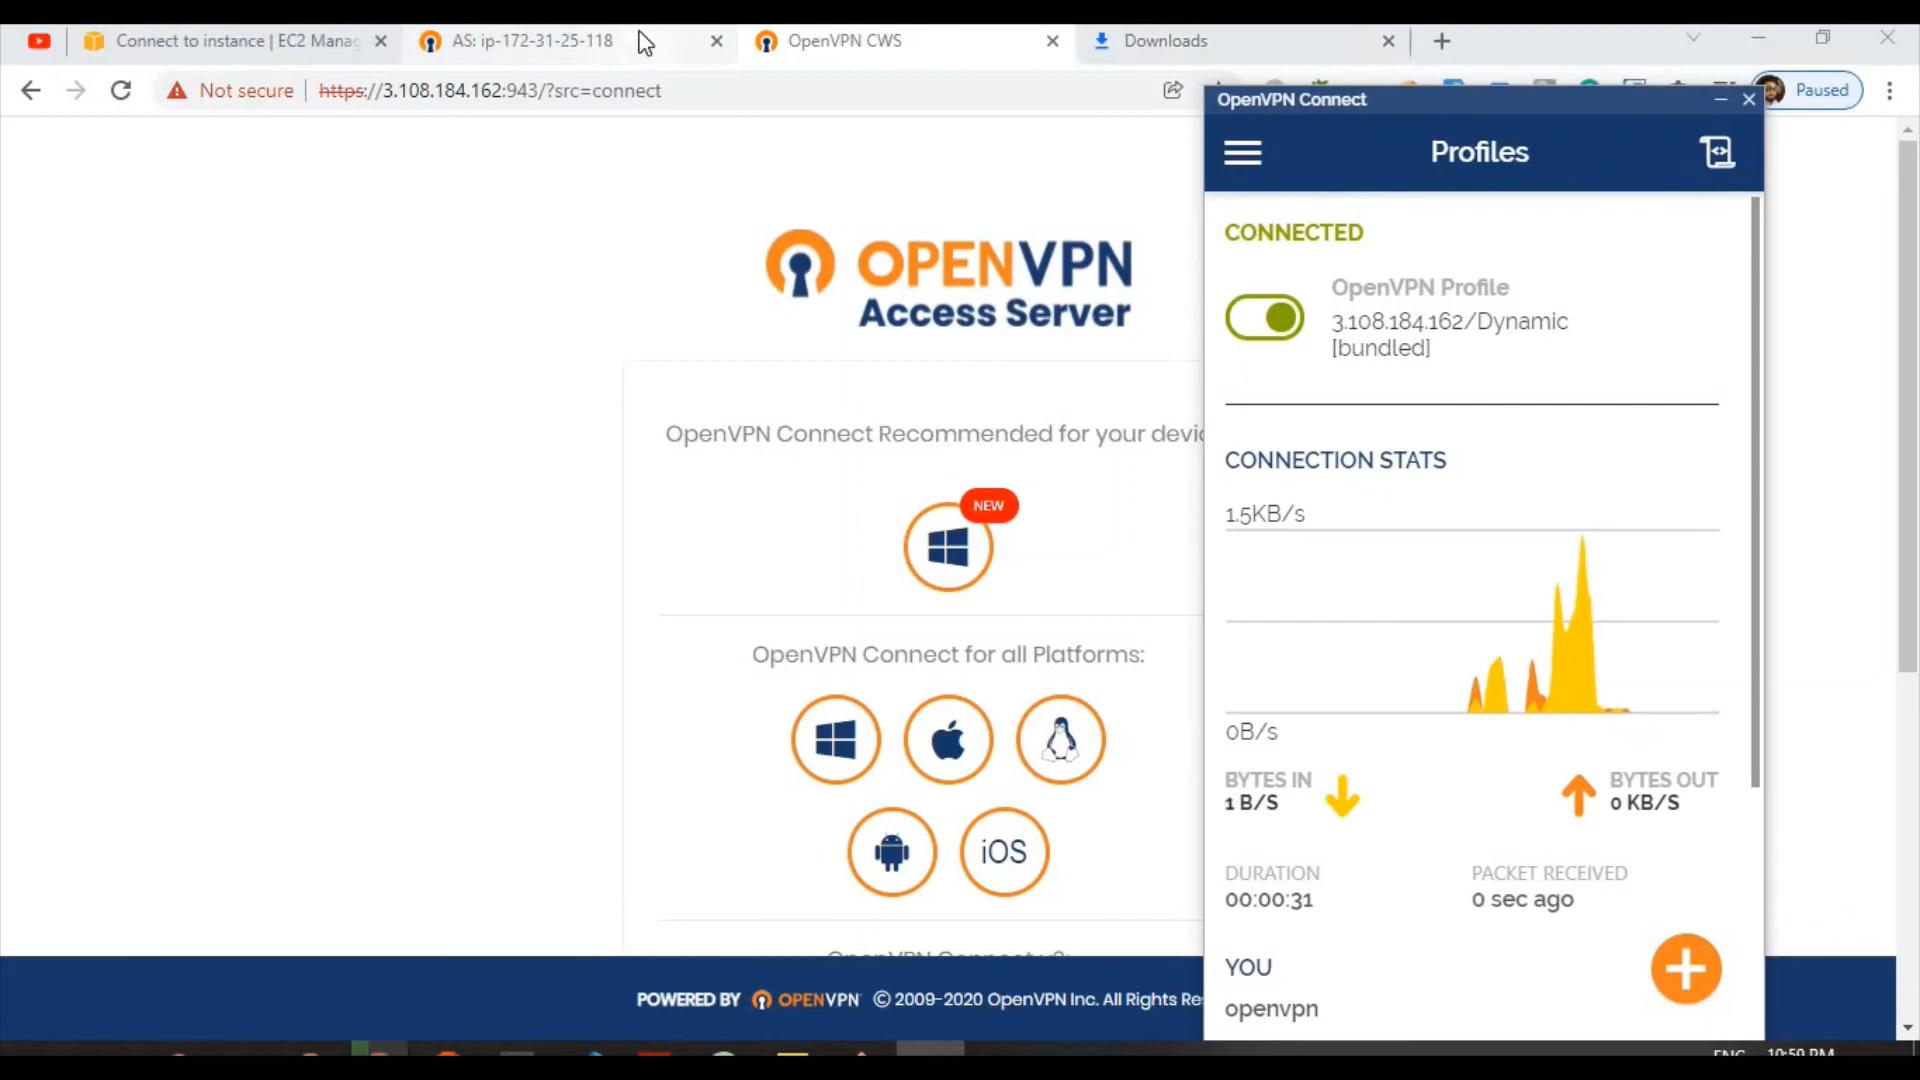 Connect to instance | EC2 Manag
AS: ip-172-31-25-118
OpenVPN CWS
Downloads
Not secure
https://3.108.184.162:943/?src=connect
Paused
OPENVPN
Access Server
OpenVPN Connect Recommended for your devic
NEW
OpenVPN Connect for all Platforms:
iOS
POWERED BY OPENVPN © 2009-2020 OpenVPN Inc. All Rights Re
OpenVPN Connect
Profiles
CONNECTED
OpenVPN Profile
3.108.184.162/Dynamic
[bundled]
CONNECTION STATS
1.5KB/s
0B/s
BYTES IN
1 B/S
BYTES OUT
0 KB/S
DURATION
00:00:31
PACKET RECEIVED
0 sec ago
YOU
openvpn
ENG 10:59 PM